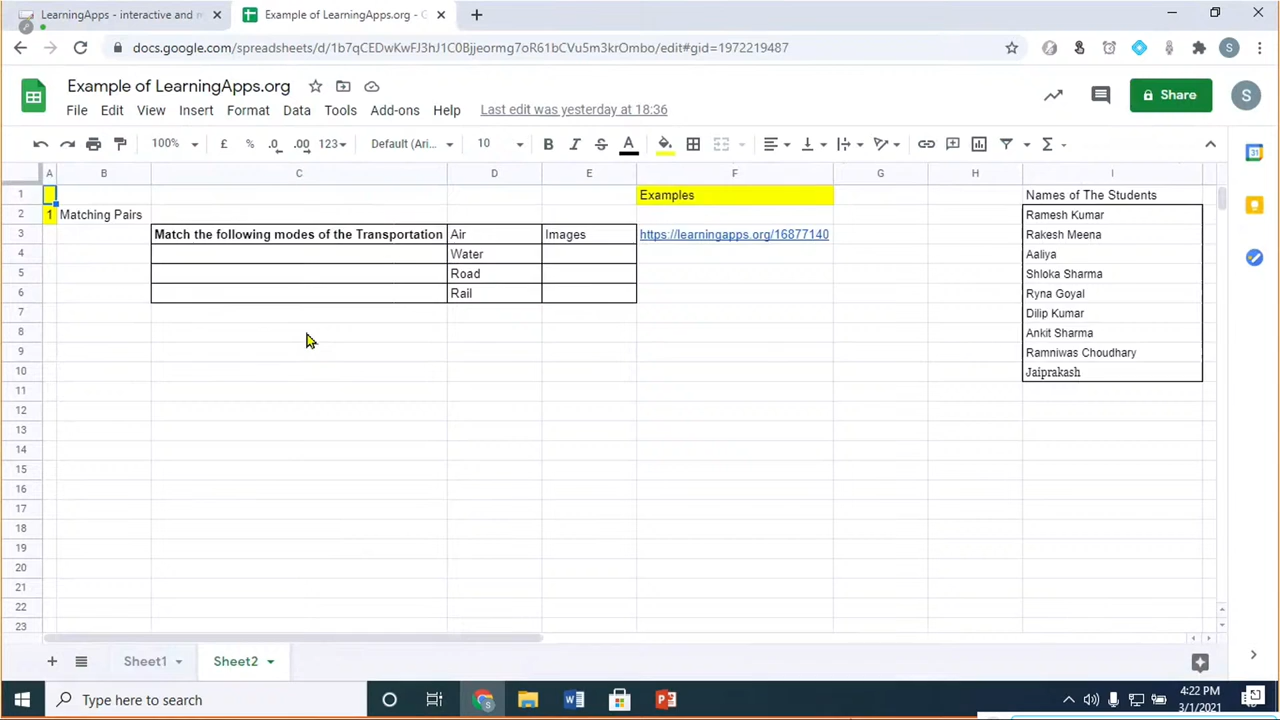 LearningApps - interactive and m
Example of LearningApps.org - G
docs.google.com/spreadsheets/d/1b7qCEDwKwFJ3hJ1C0Bjjermg7oR61bCVu5m3krOmbo/edit#gid=1972219487
S
Example of LearningApps.org
File Edit View Insert Format Data Tools Add-ons Help Last edit was yesterday at 18:36
Share
S
100% £ % .0 .00 123 Default (Ari... 10 B I S A Σ
31
A B C D E F G H I
1 Examples Names of The Students
2 1 Matching Pairs Ramesh Kumar
3 Match the following modes of the Transportation Air Images https://learningapps.org/16877140 Rakesh Meena
4 Water Aaliya
5 Road Shloka Sharma
6 Rail Ryna Goyal
7 Dilip Kumar
8 Ankit Sharma
9 Ramniwas Choudhary
10 Jaiprakash
11
12
13
14
15
16
17
18
19
20
21
22
23
Sheet1 Sheet2
Type here to search
4:22 PM
3/1/2021